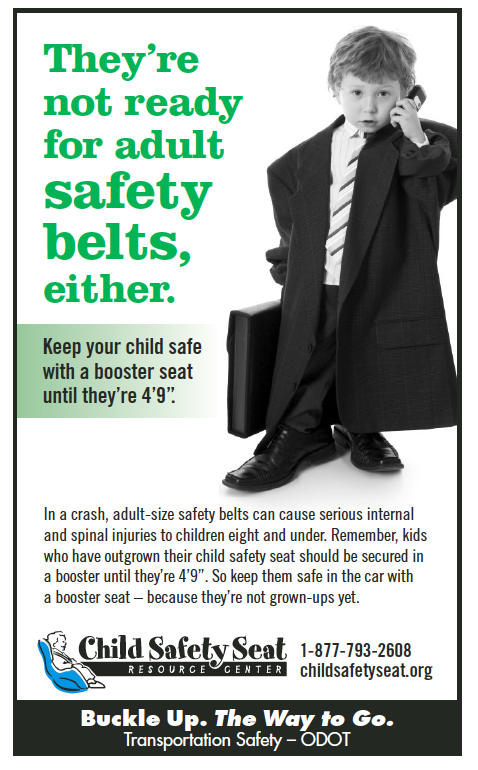 They're
not ready
for adult
safety
belts,
either.
Keep your child safe
with a booster seat
until they're 4'9”.
In a crash, adult-size safety belts can cause serious internal
and spinal injuries to children eight and under. Remember, kids
who have outgrown their child safety seat should be secured in
a booster until they're 4'9”. So keep them safe in the car with
a booster seat – because they're not grown-ups yet.
Child Safety Seat
RESOURCE CENTER
1-877-793-2608
childsafetyseat.org
Buckle Up. The Way to Go.
Transportation Safety – ODOT